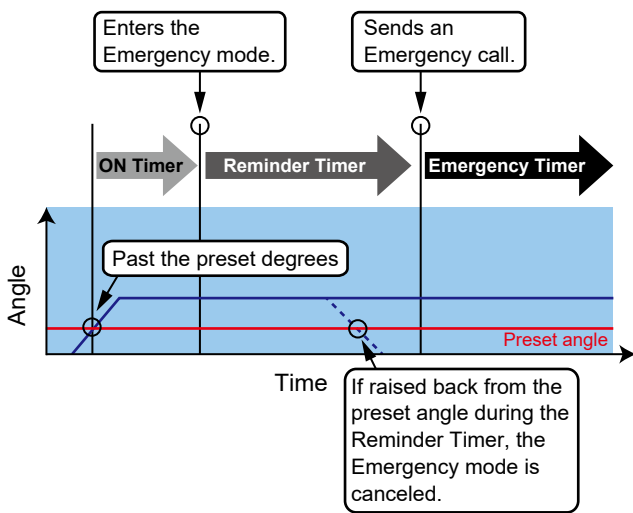 Enters the
Emergency mode.
Sends an
Emergency call.
ON Timer
Reminder Timer
Emergency Timer
Past the preset degrees
Angle
Preset angle
Time
If raised back from the
preset angle during the
Reminder Timer, the
Emergency mode is
canceled.